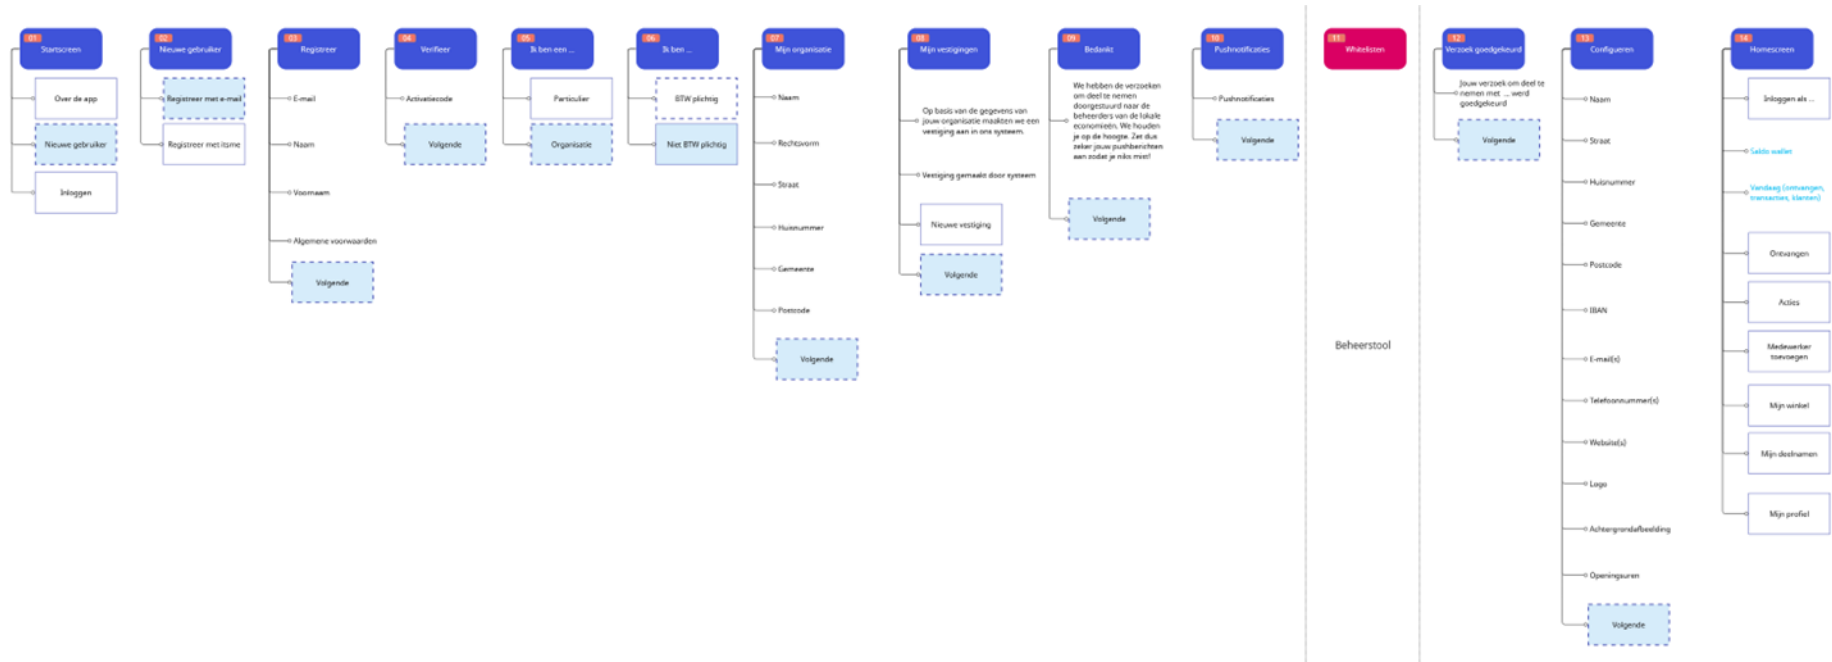 01
Startscreen
Over de app
Nieuwe gebruiker
Inloggen
02
Nieuwe gebruiker
Registreer met e-mail
Registreer met itsme
03
Registreer
E-mail
Naam
Voornaam
Algemene voorwaarden
Volgende
04
Verifieer
Activatiecode
Volgende
05
Ik ben een ...
Particulier
Organisatie
06
Ik ben ...
BTW plichtig
Niet BTW plichtig
07
Mijn organisatie
Naam
Rechtsvorm
Straat
Huisnummer
Gemeente
Postcode
Volgende
08
Mijn vestigingen
Op basis van de gegevens van
jouw organisatie maakten we een
vestiging aan in ons systeem.
Vestiging gemaakt door systeem
Nieuwe vestiging
Volgende
09
Bedankt
We hebben de verzoeken
om deel te nemen
doorgestuurd naar de
beheerders van de lokale
economieën. We houden
je op de hoogte. Zet dus
zeker jouw pushberichten
aan zodat je niks mist!
Volgende
10
Pushnotificaties
Pushnotificaties
Volgende
11
Whitelisten
Beheerstool
12
Verzoek goedgekeurd
Jouw verzoek om deel te
nemen met ... werd
goedgekeurd
Volgende
13
Configureren
Naam
Straat
Huisnummer
Gemeente
Postcode
IBAN
E-mail(s)
Telefoonnummer(s)
Website(s)
Logo
Achtergrondafbeelding
Openingsuren
Volgende
14
Homescreen
Inloggen als ...
Saldo wallet
Vandaag (ontvangen,
transacties, klanten)
Ontvangen
Acties
Medewerker
toevoegen
Mijn winkel
Mijn deelnamen
Mijn profiel